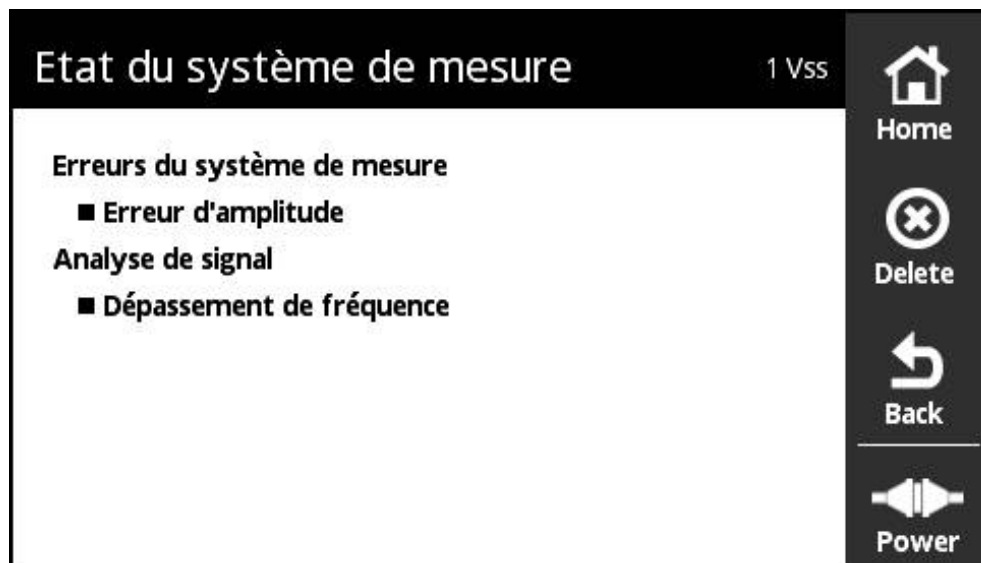 Etat du système de mesure
1 Vss
Home
Erreurs du système de mesure
■ Erreur d'amplitude
Analyse de signal
■ Dépassement de fréquence
Delete
Back
Power